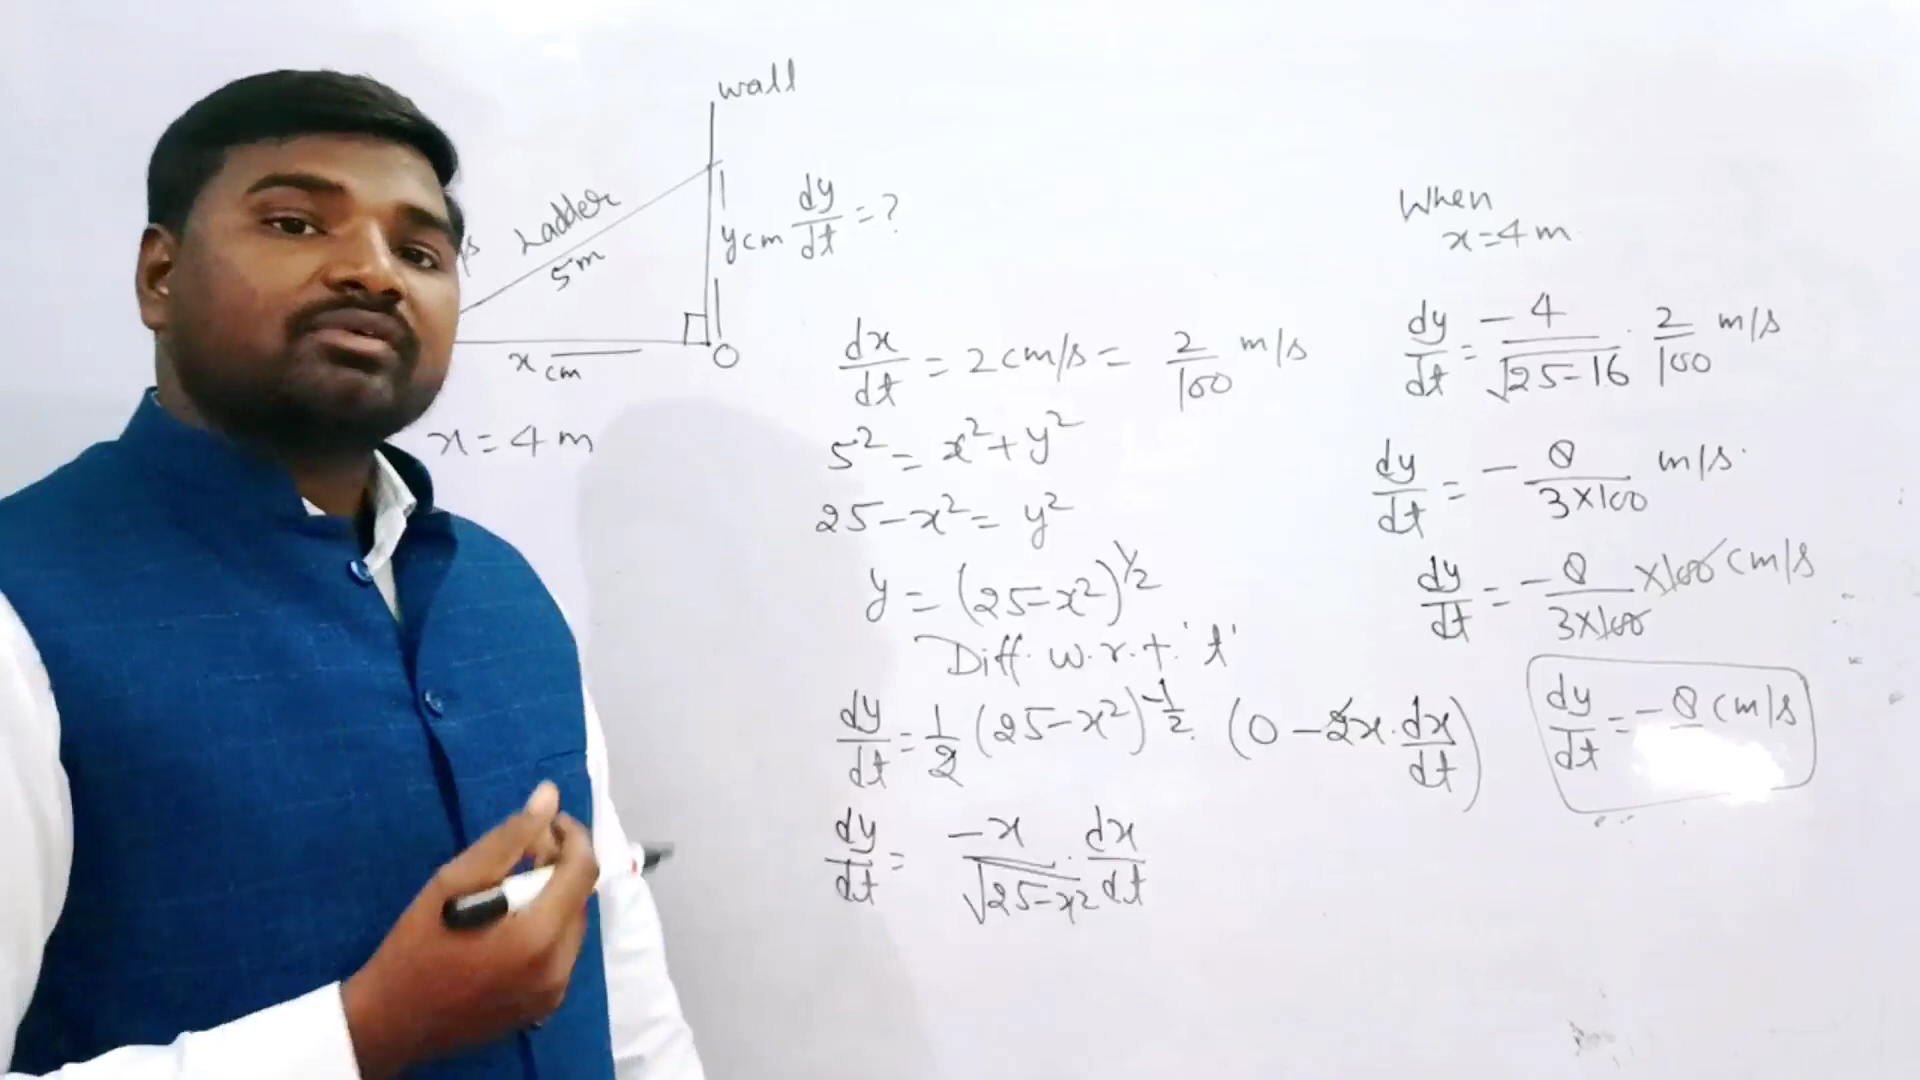 wall
Ladder
5m
y cm dy/dt = ?
x cm
O
x = 4 m
dx/dt = 2 cm/s = 2/100 m/s
5² = x² + y²
25 - x² = y²
y = (25 - x²)^1/2
Diff. w.r.t. 't'
dy/dt = 1/2 (25 - x²)^-1/2 . (0 - 2x . dx/dt)
dy/dt = -x/√25-x² . dx/dt
When
x = 4 m
dy/dt = -4/√25-16 . 2/100 m/s
dy/dt = - 8/3×100 m/s.
dy/dt = - 8/3×100 ×100 cm/s
dy/dt = - 8 cm/s